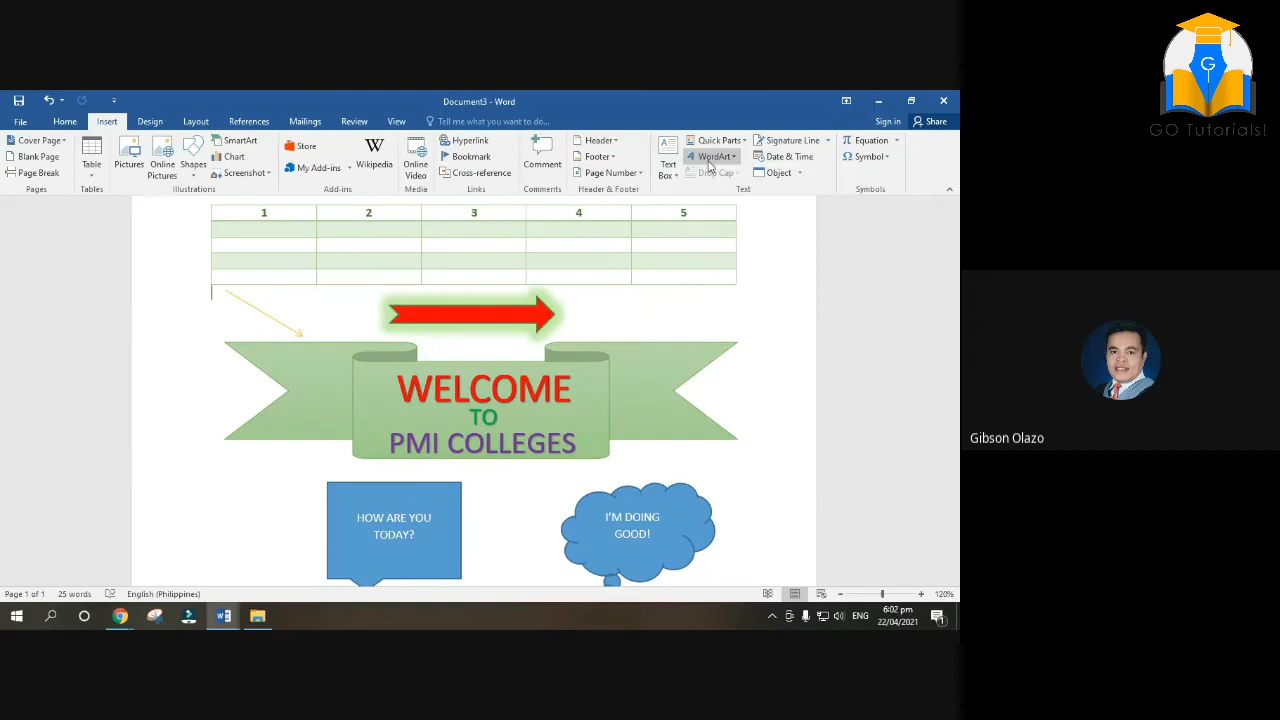 G
GO Tutorials!
Document3 - Word
File Home Insert Design Layout References Mailings Review View Tell me what you want to do...
Sign in Share
Cover Page
Blank Page
Page Break
Pages
Table
Tables
Pictures
Online Pictures
Shapes
SmartArt
Chart
Screenshot
Illustrations
Store
My Add-ins
Wikipedia
Add-ins
Online Video
Media
Hyperlink
Bookmark
Cross-reference
Links
Comment
Comments
Header
Footer
Page Number
Header & Footer
Text Box
Quick Parts
WordArt
Drop Cap
Signature Line
Date & Time
Object
Text
Equation
Symbol
Symbols
1 2 3 4 5
WELCOME
TO
PMI COLLEGES
HOW ARE YOU
TODAY?
I'M DOING
GOOD!
Gibson Olazo
Page 1 of 1 25 words English (Philippines) 120%
ENG
6:02 pm
22/04/2021
1